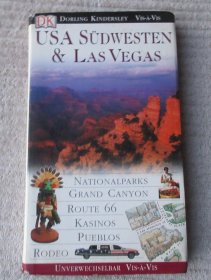 DK DORLING KINDERSLEY VIS-A-VIS
USA SÜDWESTEN
& LAS VEGAS
NATIONALPARKS
GRAND CANYON
ROUTE 66
KASINOS
PUEBLOS
RODEO
UNVERWECHSELBAR VIS-A-VIS